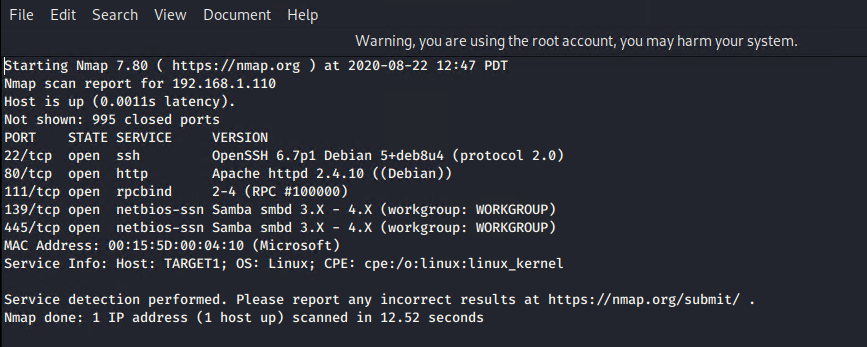 File Edit Search View Document Help
Warning, you are using the root account, you may harm your system.
Starting Nmap 7.80 ( https://nmap.org ) at 2020-08-22 12:47 PDT
Nmap scan report for 192.168.1.110
Host is up (0.0011s latency).
Not shown: 995 closed ports
PORT    STATE SERVICE     VERSION
22/tcp  open  ssh         OpenSSH 6.7p1 Debian 5+deb8u4 (protocol 2.0)
80/tcp  open  http        Apache httpd 2.4.10 ((Debian))
111/tcp open  rpcbind     2-4 (RPC #100000)
139/tcp open  netbios-ssn Samba smbd 3.X - 4.X (workgroup: WORKGROUP)
445/tcp open  netbios-ssn Samba smbd 3.X - 4.X (workgroup: WORKGROUP)
MAC Address: 00:15:5D:00:04:10 (Microsoft)
Service Info: Host: TARGET1; OS: Linux; CPE: cpe:/o:linux:linux_kernel
Service detection performed. Please report any incorrect results at https://nmap.org/submit/ .
Nmap done: 1 IP address (1 host up) scanned in 12.52 seconds